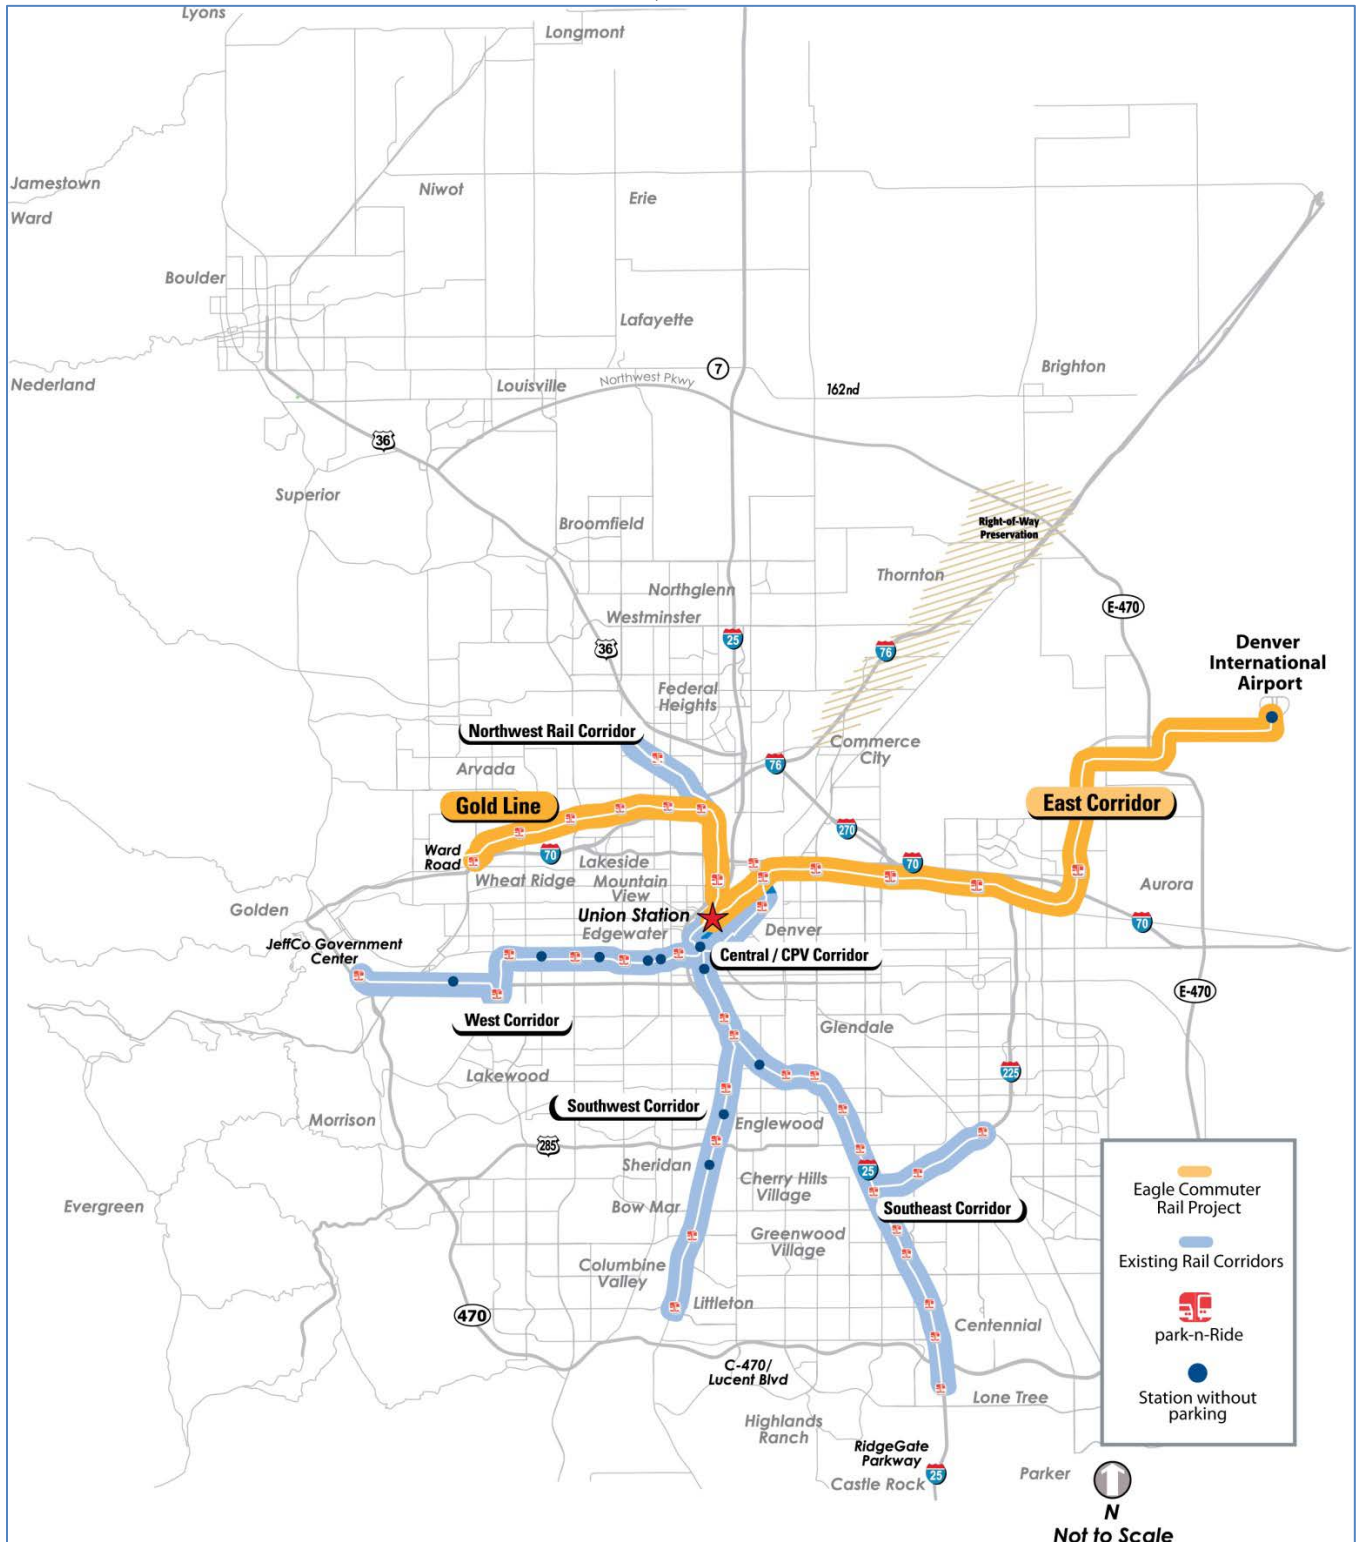 Lyons
Longmont
Jamestown
Niwot
Erie
Ward
Boulder
Lafayette
7
Brighton
Nederland
Louisville
Northwest Pkwy
162nd
36
Superior
Broomfield
Right-of-Way
Preservation
Thornton
Northglenn
E-470
Westminster
25
36
76
Denver
International
Airport
Federal
Heights
Northwest Rail Corridor
Commerce
City
Arvada
76
Gold Line
East Corridor
270
Ward
Road
70
Lakeside
70
Wheat Ridge
Mountain
View
Aurora
Golden
Union Station
Edgewater
Denver
70
JeffCo Government
Center
Central / CPV Corridor
E-470
West Corridor
Glendale
Lakewood
225
Morrison
Southwest Corridor
Englewood
285
Sheridan
25
Cherry Hills
Village
Evergreen
Bow Mar
Southeast Corridor
Greenwood
Village
Columbine
Valley
Littleton
470
Centennial
C-470/
Lucent Blvd
Lone Tree
Highlands
Ranch
RidgeGate
Parkway
25
Castle Rock
Parker
Eagle Commuter
Rail Project
Existing Rail Corridors
park-n-Ride
Station without
parking
N
Not to Scale